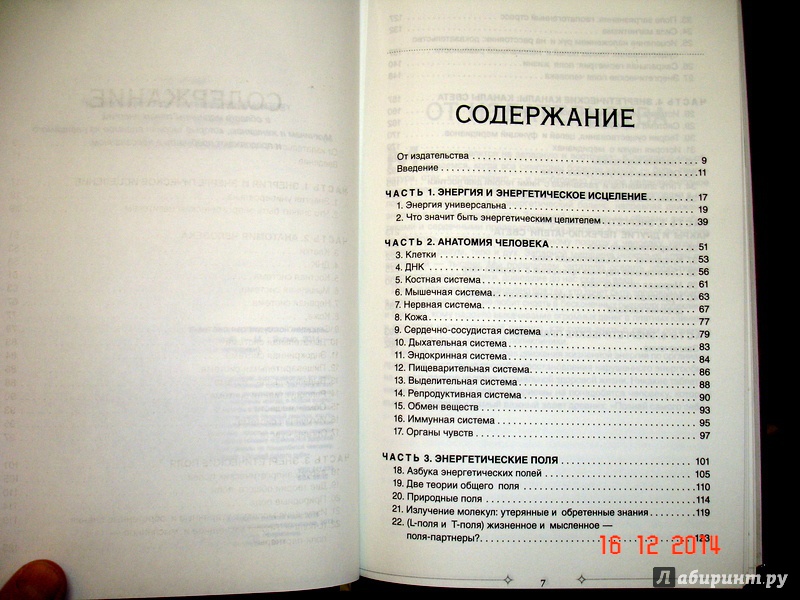 СОДЕРЖАНИЕ
От издательства 9
Введение 11
ЧАСТЬ 1. ЭНЕРГИЯ И ЭНЕРГЕТИЧЕСКОЕ ИСЦЕЛЕНИЕ 17
1. Энергия универсальна 19
2. Что значит быть энергетическим целителем 39
ЧАСТЬ 2. АНАТОМИЯ ЧЕЛОВЕКА 51
3. Клетки 53
4. ДНК 56
5. Костная система 61
6. Мышечная система 63
7. Нервная система 67
8. Кожа 77
9. Сердечно-сосудистая система 79
10. Дыхательная система 83
11. Эндокринная система 84
12. Пищеварительная система 86
13. Выделительная система 88
14. Репродуктивная система 90
15. Обмен веществ 93
16. Иммунная система 95
17. Органы чувств 97
ЧАСТЬ 3. ЭНЕРГЕТИЧЕСКИЕ ПОЛЯ 101
18. Азбука энергетических полей 105
19. Две теории общего поля 110
20. Природные поля 114
21. Излучение молекул: утерянные и обретенные знания 119
22. (L-поля и T-поля) жизненное и мысленное —
поля-партнеры? 123
16 12 2014
7
Лабиринт.ру